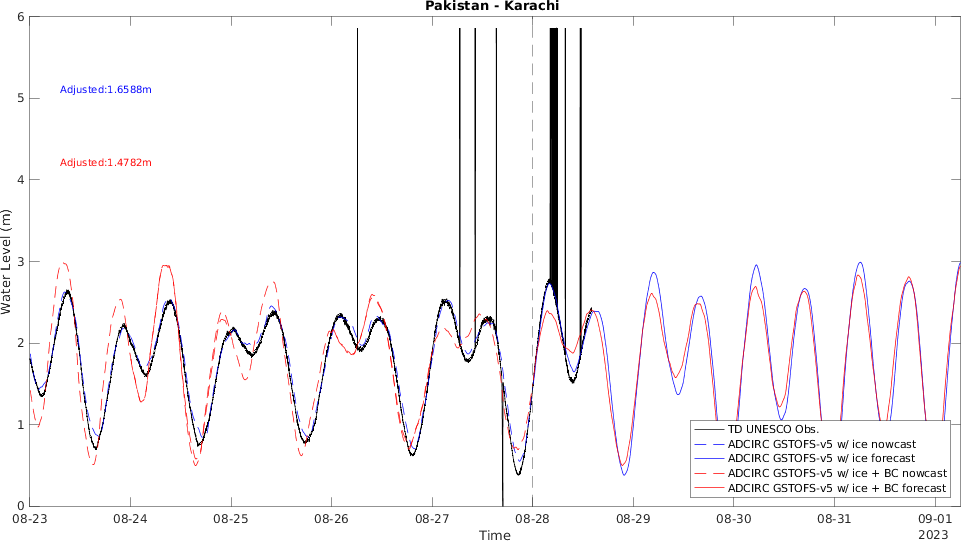 Pakistan - Karachi
6
5
4
3
2
1
0
Water Level (m)
Adjusted:1.6588m
Adjusted:1.4782m
TD UNESCO Obs.
ADCIRC GSTOFS-v5 w/ ice nowcast
ADCIRC GSTOFS-v5 w/ ice forecast
ADCIRC GSTOFS-v5 w/ ice + BC nowcast
ADCIRC GSTOFS-v5 w/ ice + BC forecast
08-23 08-24 08-25 08-26 08-27 08-28 08-29 08-30 08-31 09-01
2023
Time